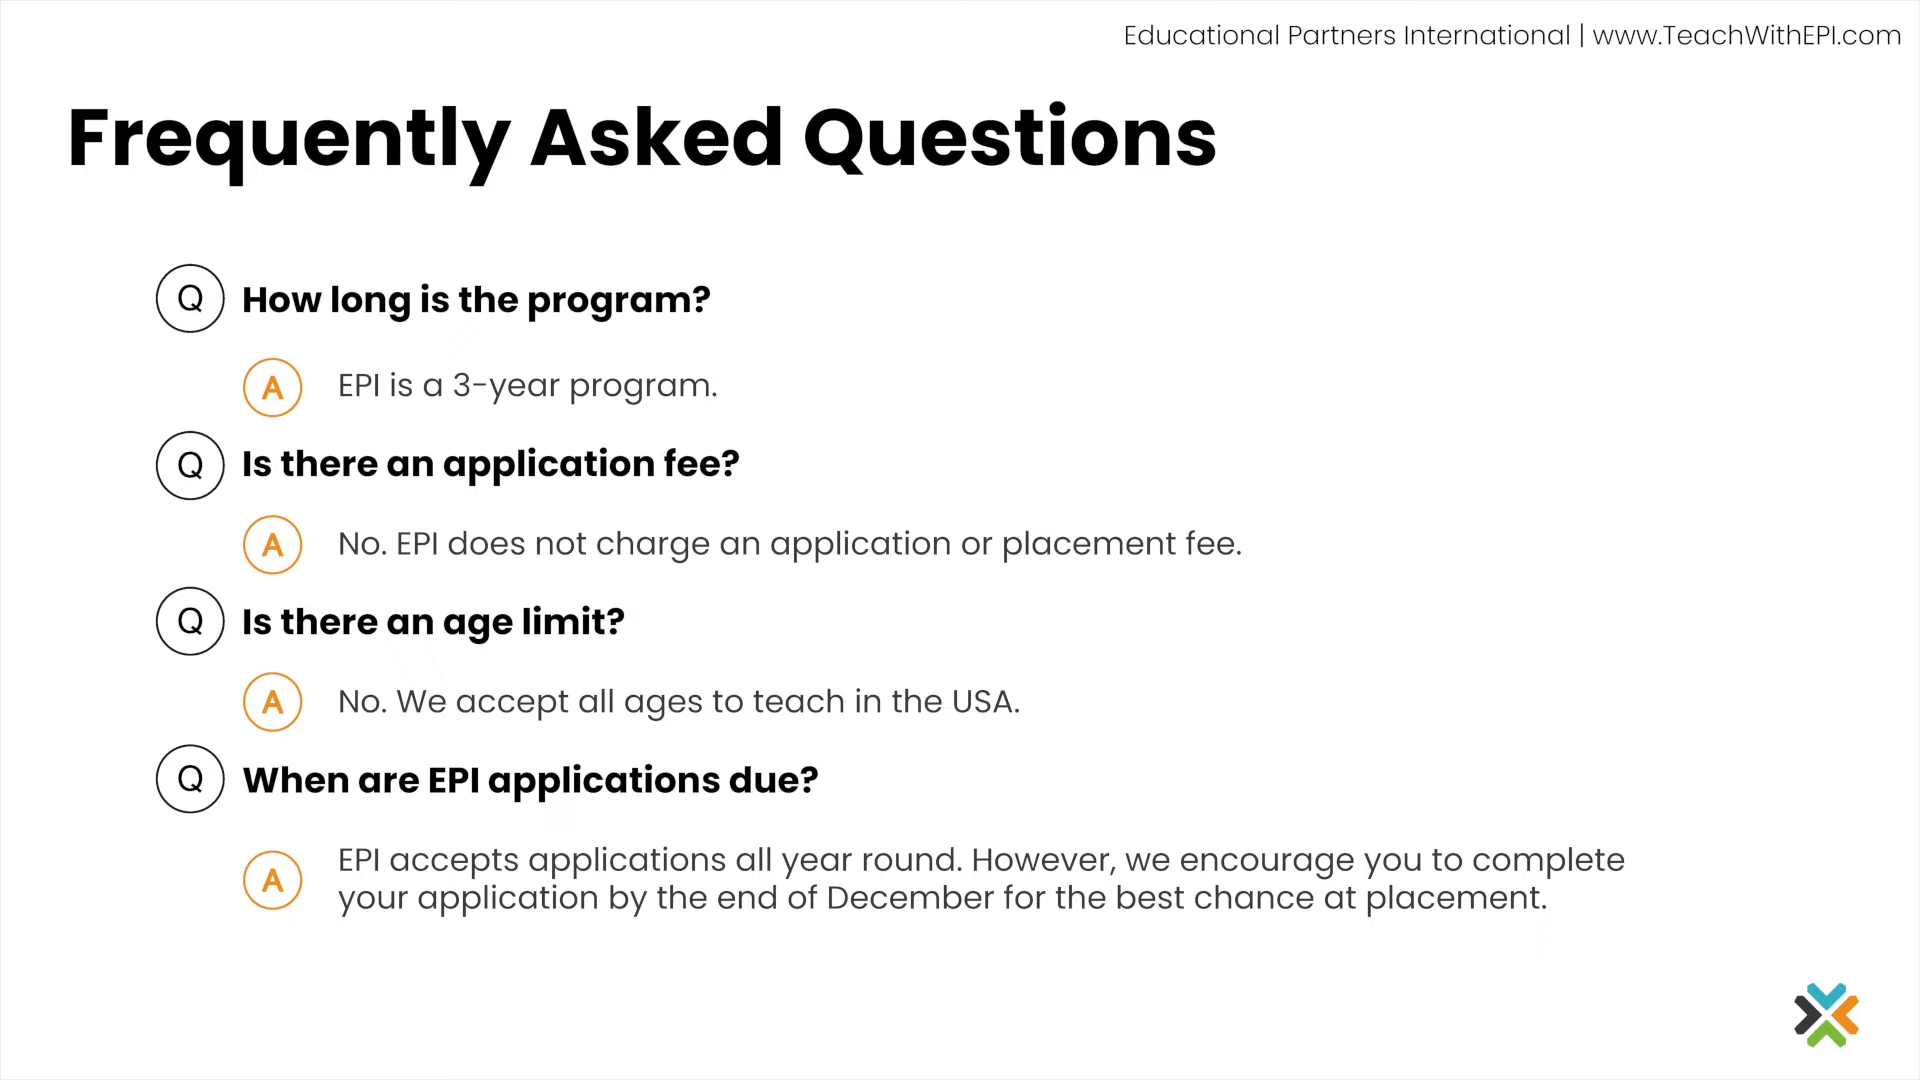 Educational Partners International | www.TeachWithEPI.com
Frequently Asked Questions
Q How long is the program?
A EPI is a 3-year program.
Q Is there an application fee?
A No. EPI does not charge an application or placement fee.
Q Is there an age limit?
A No. We accept all ages to teach in the USA.
Q When are EPI applications due?
A EPI accepts applications all year round. However, we encourage you to complete
your application by the end of December for the best chance at placement.